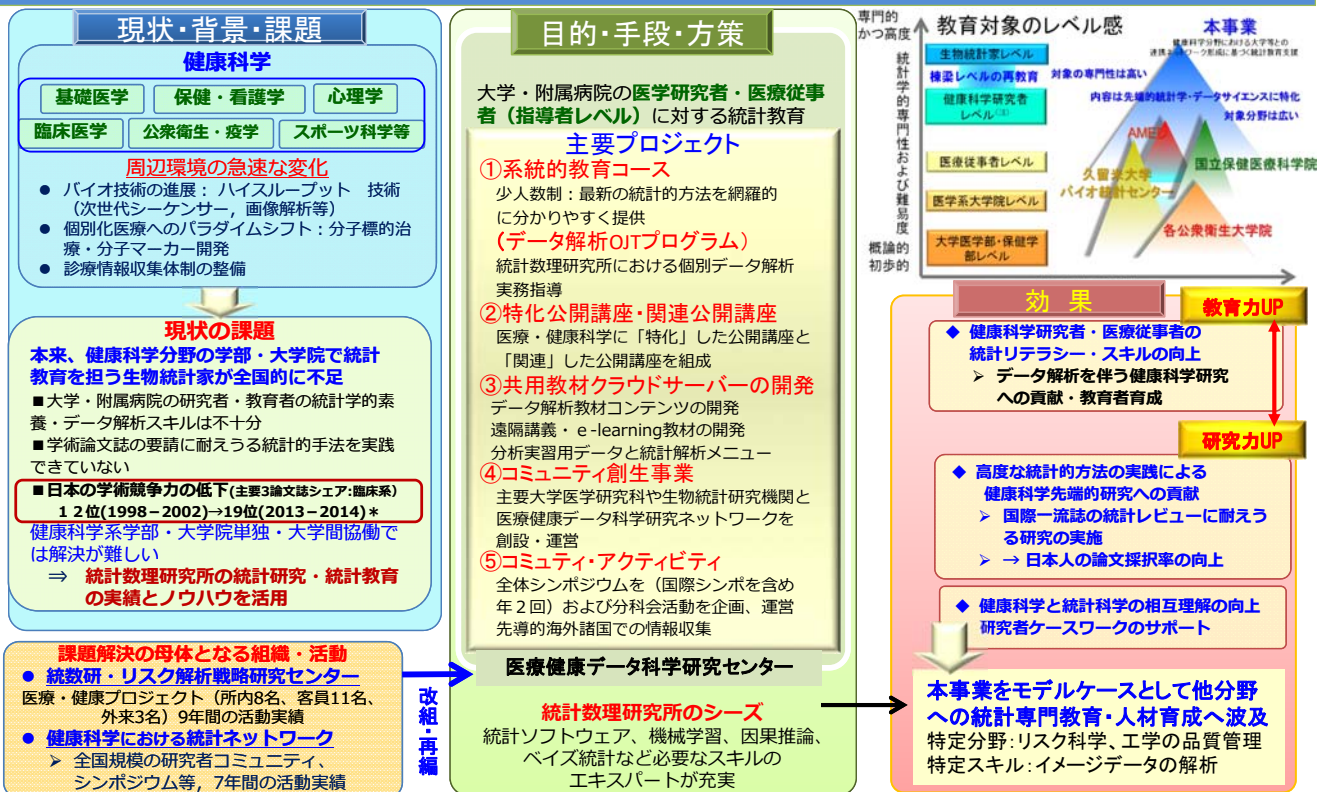 現状・背景・課題
健康科学
基礎医学
保健・看護学
心理学
臨床医学
公衆衛生・疫学
スポーツ科学等
周辺環境の急速な変化
● バイオ技術の進展： ハイスループット 技術
（次世代シーケンサー，画像解析等）
● 個別化医療へのパラダイムシフト：分子標的治
療・分子マーカー開発
● 診療情報収集体制の整備
現状の課題
本来、健康科学分野の学部・大学院で統計
教育を担う生物統計家が全国的に不足
■大学・附属病院の研究者・教育者の統計学的素
養・データ解析スキルは不十分
■学術論文誌の要請に耐えうる統計的手法を実践
できていない
■日本の学術競争力の低下(主要3論文誌シェア:臨床系)
１２位(1998－2002)→19位(2013－2014)＊
健康科学系学部・大学院単独・大学間協働で
は解決が難しい
⇒ 統計数理研究所の統計研究・統計教育
の実績とノウハウを活用
課題解決の母体となる組織・活動
● 統数研・リスク解析戦略研究センター
医療・健康プロジェクト（所内8名、客員11名、
外来3名）9年間の活動実績
● 健康科学における統計ネットワーク
➢ 全国規模の研究者コミュニティ、
シンポジウム等，7年間の活動実績
改組・再編
目的・手段・方策
大学・附属病院の医学研究者・医療従事
者（指導者レベル）に対する統計教育
主要プロジェクト
①系統的教育コース
少人数制：最新の統計的方法を網羅的
に分かりやすく提供
（データ解析OJTプログラム）
統計数理研究所における個別データ解析
実務指導
②特化公開講座・関連公開講座
医療・健康科学に「特化」した公開講座と
「関連」した公開講座を組成
③共用教材クラウドサーバーの開発
データ解析教材コンテンツの開発
遠隔講義・ｅ-learning教材の開発
分析実習用データと統計解析メニュー
④コミュニティ創生事業
主要大学医学研究科や生物統計研究機関と
医療健康データ科学研究ネットワークを
創設・運営
⑤コミュティ・アクティビティ
全体シンポジウムを（国際シンポを含め
年２回）および分科会活動を企画、運営
先導的海外諸国での情報収集
医療健康データ科学研究センター
統計数理研究所のシーズ
統計ソフトウェア、機械学習、因果推論、
ベイズ統計など必要なスキルの
エキスパートが充実
専門的
かつ高度
統計学的専門性および難易度
概論的
初歩的
教育対象のレベル感
生物統計家レベル
棟梁レベルの再教育
健康科学研究者
レベル(注)
医療従事者レベル
医学系大学院レベル
大学医学部・保健学
部レベル
本事業
健康科学分野における大学等との
連携ネットワーク形成に基づく統計教育支援
対象の専門性は高い
内容は先端的統計学・データサイエンスに特化
対象分野は広い
AMED
久留米大学
バイオ統計センター
国立保健医療科学院
各公衆衛生大学院
効 果
教育力UP
◆ 健康科学研究者・医療従事者の
統計リテラシー・スキルの向上
➢ データ解析を伴う健康科学研究
への貢献・教育者育成
研究力UP
◆ 高度な統計的方法の実践による
健康科学先端的研究への貢献
➢ 国際一流誌の統計レビューに耐えう
る研究の実施
➢ → 日本人の論文採択率の向上
◆ 健康科学と統計科学の相互理解の向上
研究者ケースワークのサポート
本事業をモデルケースとして他分野
への統計専門教育・人材育成へ波及
特定分野:リスク科学、工学の品質管理
特定スキル:イメージデータの解析